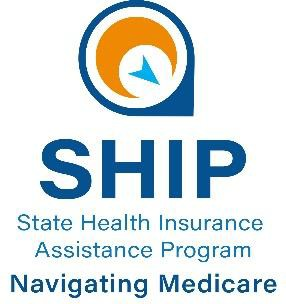 SHIP
State Health Insurance
Assistance Program
Navigating Medicare